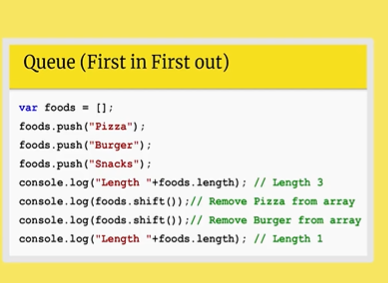 Queue (First in First out)
var foods = [];
foods.push("Pizza");
foods.push("Burger");
foods.push("Snacks");
console.log("Length "+foods.length); // Length 3
console.log(foods.shift());// Remove Pizza from array
console.log(foods.shift());// Remove Burger from array
console.log("Length "+foods.length); // Length 1